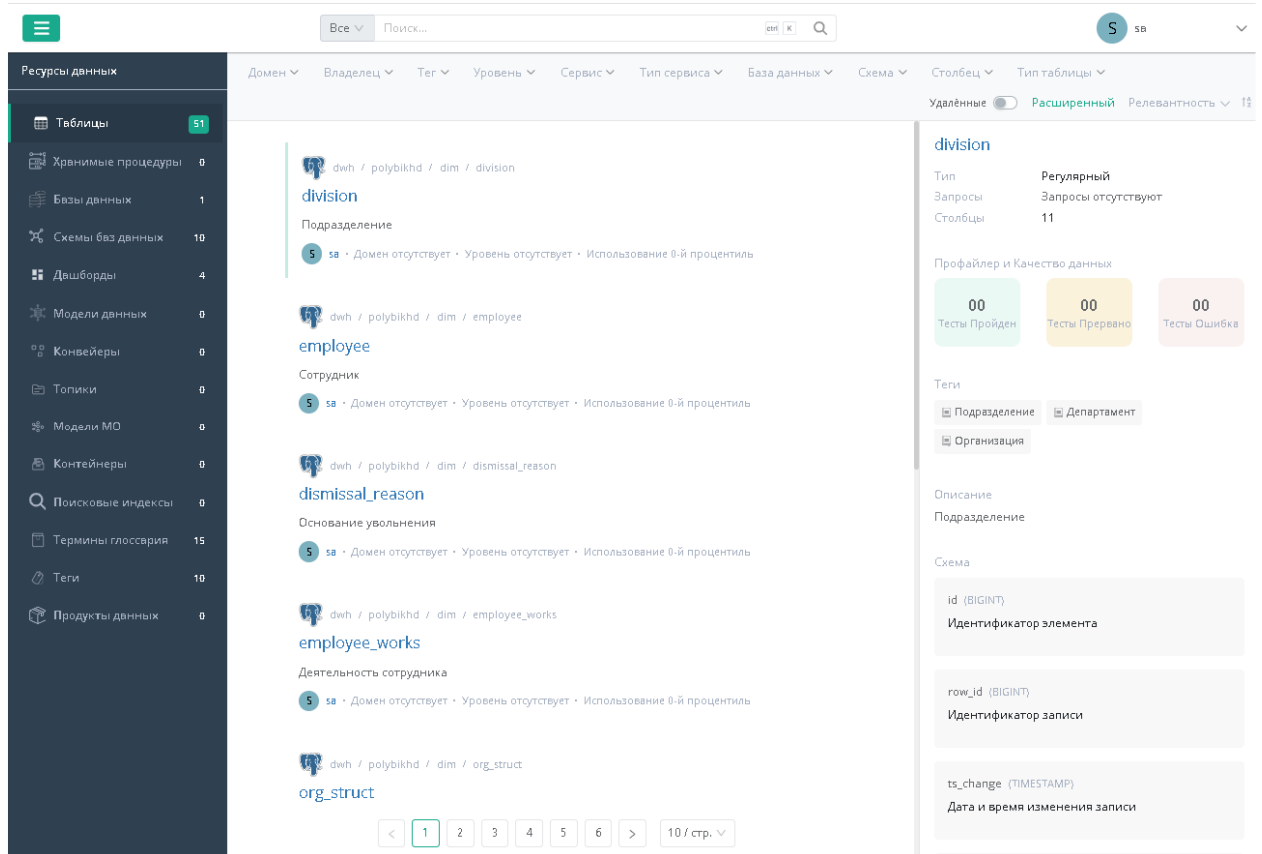 Все Поиск... ctrl K S sa
Ресурсы данных
Таблицы 51
Хранимые процедуры 0
Базы данных 1
Схемы баз данных 10
Дашборды 4
Модели данных 0
Конвейеры 0
Топики 0
Модели МО 0
Контейнеры 0
Поисковые индексы 0
Термины глоссария 15
Теги 10
Продукты данных 0
Домен Владелец Тег Уровень Сервис Тип сервиса База данных Схема Столбец Тип таблицы
Удалённые Расширенный Релевантность
dwh / polybikhd / dim / division
division
Подразделение
S sa • Домен отсутствует • Уровень отсутствует • Использование 0-й процентиль
dwh / polybikhd / dim / employee
employee
Сотрудник
S sa • Домен отсутствует • Уровень отсутствует • Использование 0-й процентиль
dwh / polybikhd / dim / dismissal_reason
dismissal_reason
Основание увольнения
S sa • Домен отсутствует • Уровень отсутствует • Использование 0-й процентиль
dwh / polybikhd / dim / employee_works
employee_works
Деятельность сотрудника
S sa • Домен отсутствует • Уровень отсутствует • Использование 0-й процентиль
dwh / polybikhd / dim / org_struct
org_struct
< 1 2 3 4 5 6 > 10 / стр.
division
Тип Регулярный
Запросы Запросы отсутствуют
Столбцы 11
Профайлер и Качество данных
00 00 00
Тесты Пройден Тесты Прервано Тесты Ошибка
Теги
Подразделение Департамент
Организация
Описание
Подразделение
Схема
id (BIGINT)
Идентификатор элемента
row_id (BIGINT)
Идентификатор записи
ts_change (TIMESTAMP)
Дата и время изменения записи